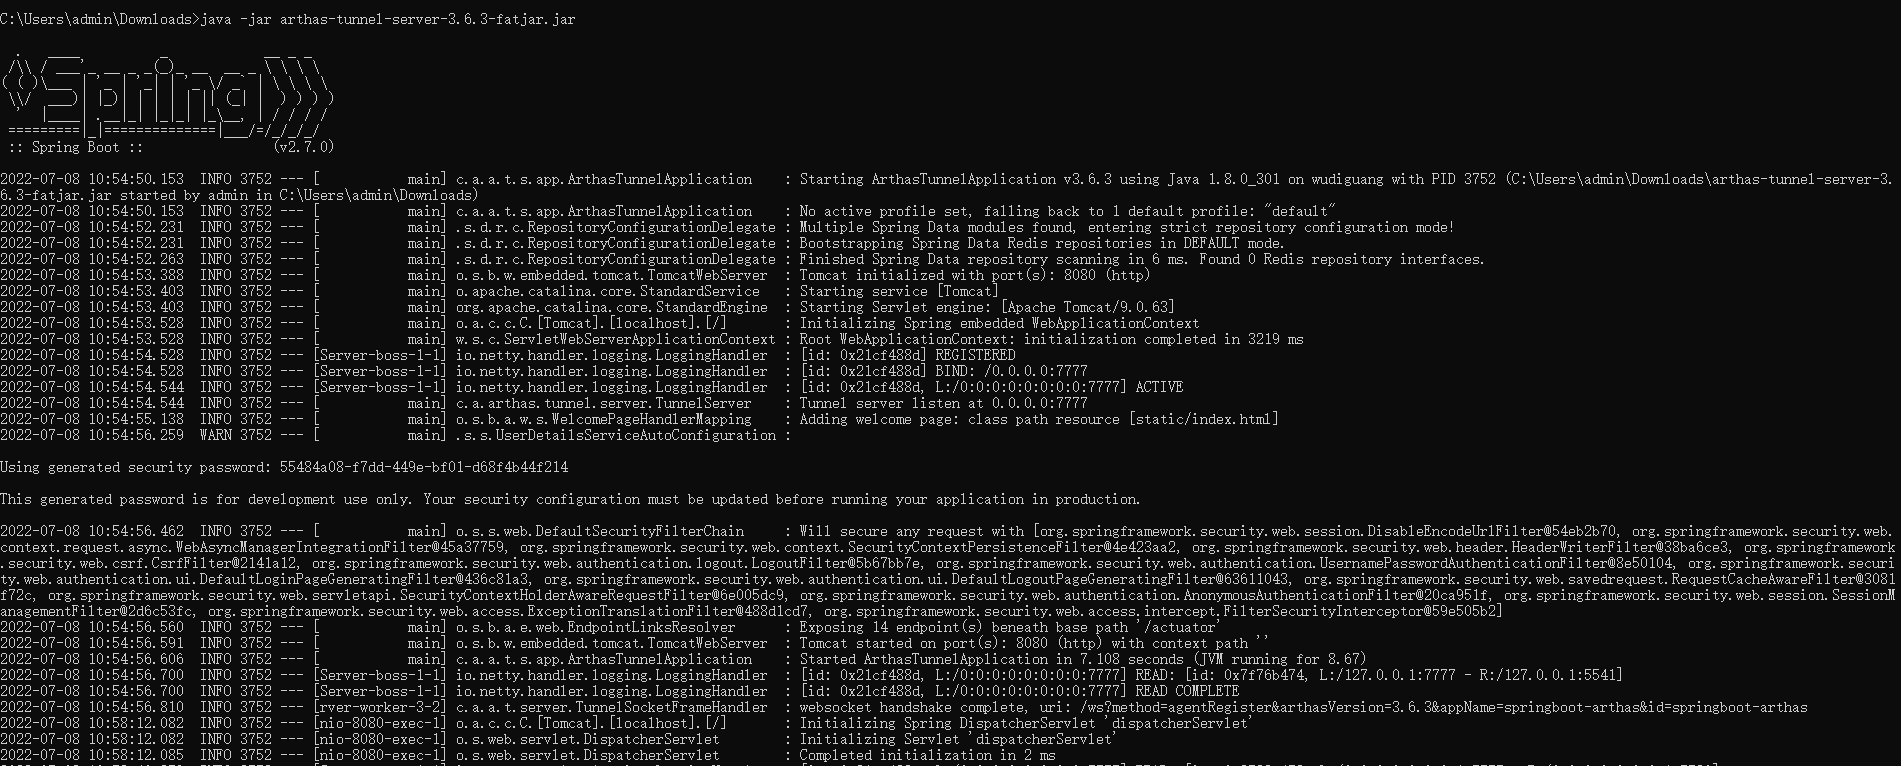 C:\Users\admin\Downloads>java -jar arthas-tunnel-server-3.6.3-fatjar.jar
  .   ____          _            __ _ _
 /\\ / ___'_ __ _ _(_)_ __  __ _ \ \ \ \
( ( )\___ | '_ | '_| | '_ \/ _` | \ \ \ \
 \\/  ___)| |_)| | | | | || (_| |  ) ) ) )
  '  |____| .__|_| |_|_| |_\__, | / / / /
 =========|_|==============|___/=/_/_/_/
 :: Spring Boot ::                (v2.7.0)
2022-07-08 10:54:50.153  INFO 3752 --- [           main] c.a.a.t.s.app.ArthasTunnelApplication    : Starting ArthasTunnelApplication v3.6.3 using Java 1.8.0_301 on wudiguang with PID 3752 (C:\Users\admin\Downloads\arthas-tunnel-server-3.
6.3-fatjar.jar started by admin in C:\Users\admin\Downloads)
2022-07-08 10:54:50.153  INFO 3752 --- [           main] c.a.a.t.s.app.ArthasTunnelApplication    : No active profile set, falling back to 1 default profile: "default"
2022-07-08 10:54:52.231  INFO 3752 --- [           main] .s.d.r.c.RepositoryConfigurationDelegate : Multiple Spring Data modules found, entering strict repository configuration mode!
2022-07-08 10:54:52.231  INFO 3752 --- [           main] .s.d.r.c.RepositoryConfigurationDelegate : Bootstrapping Spring Data Redis repositories in DEFAULT mode.
2022-07-08 10:54:52.263  INFO 3752 --- [           main] .s.d.r.c.RepositoryConfigurationDelegate : Finished Spring Data repository scanning in 6 ms. Found 0 Redis repository interfaces.
2022-07-08 10:54:53.388  INFO 3752 --- [           main] o.s.b.w.embedded.tomcat.TomcatWebServer  : Tomcat initialized with port(s): 8080 (http)
2022-07-08 10:54:53.403  INFO 3752 --- [           main] o.apache.catalina.core.StandardService   : Starting service [Tomcat]
2022-07-08 10:54:53.403  INFO 3752 --- [           main] org.apache.catalina.core.StandardEngine  : Starting Servlet engine: [Apache Tomcat/9.0.63]
2022-07-08 10:54:53.528  INFO 3752 --- [           main] o.a.c.c.C.[Tomcat].[localhost].[/]       : Initializing Spring embedded WebApplicationContext
2022-07-08 10:54:53.528  INFO 3752 --- [           main] w.s.c.ServletWebServerApplicationContext : Root WebApplicationContext: initialization completed in 3219 ms
2022-07-08 10:54:54.528  INFO 3752 --- [Server-boss-1-1] io.netty.handler.logging.LoggingHandler  : [id: 0x21cf488d] REGISTERED
2022-07-08 10:54:54.528  INFO 3752 --- [Server-boss-1-1] io.netty.handler.logging.LoggingHandler  : [id: 0x21cf488d] BIND: /0.0.0.0:7777
2022-07-08 10:54:54.544  INFO 3752 --- [Server-boss-1-1] io.netty.handler.logging.LoggingHandler  : [id: 0x21cf488d, L:/0:0:0:0:0:0:0:0:7777] ACTIVE
2022-07-08 10:54:54.544  INFO 3752 --- [           main] c.a.arthas.tunnel.server.TunnelServer    : Tunnel server listen at 0.0.0.0:7777
2022-07-08 10:54:55.138  INFO 3752 --- [           main] o.s.b.a.w.s.WelcomePageHandlerMapping    : Adding welcome page: class path resource [static/index.html]
2022-07-08 10:54:56.259  WARN 3752 --- [           main] .s.s.UserDetailsServiceAutoConfiguration :
Using generated security password: 55484a08-f7dd-449e-bf01-d68f4b44f214
This generated password is for development use only. Your security configuration must be updated before running your application in production.
2022-07-08 10:54:56.462  INFO 3752 --- [           main] o.s.s.web.DefaultSecurityFilterChain     : Will secure any request with [org.springframework.security.web.session.DisableEncodeUrlFilter@54eb2b70, org.springframework.security.web.
context.request.async.WebAsyncManagerIntegrationFilter@45a37759, org.springframework.security.web.context.SecurityContextPersistenceFilter@4e423aa2, org.springframework.security.web.header.HeaderWriterFilter@38ba6ce3, org.springframework
.security.web.csrf.CsrfFilter@2141a12, org.springframework.security.web.authentication.logout.LogoutFilter@5b67bb7e, org.springframework.security.web.authentication.UsernamePasswordAuthenticationFilter@8e50104, org.springframework.securi
ty.web.authentication.ui.DefaultLoginPageGeneratingFilter@436c81a3, org.springframework.security.web.authentication.ui.DefaultLogoutPageGeneratingFilter@63611043, org.springframework.security.web.savedrequest.RequestCacheAwareFilter@3081
f72c, org.springframework.security.web.servletapi.SecurityContextHolderAwareRequestFilter@6e005dc9, org.springframework.security.web.authentication.AnonymousAuthenticationFilter@20ca951f, org.springframework.security.web.session.SessionM
anagementFilter@2d6c53fc, org.springframework.security.web.access.ExceptionTranslationFilter@488d1cd7, org.springframework.security.web.access.intercept.FilterSecurityInterceptor@59e505b2]
2022-07-08 10:54:56.560  INFO 3752 --- [           main] o.s.b.a.e.web.EndpointLinksResolver      : Exposing 14 endpoint(s) beneath base path '/actuator'
2022-07-08 10:54:56.591  INFO 3752 --- [           main] o.s.b.w.embedded.tomcat.TomcatWebServer  : Tomcat started on port(s): 8080 (http) with context path ''
2022-07-08 10:54:56.606  INFO 3752 --- [           main] c.a.a.t.s.app.ArthasTunnelApplication    : Started ArthasTunnelApplication in 7.108 seconds (JVM running for 8.67)
2022-07-08 10:54:56.700  INFO 3752 --- [Server-boss-1-1] io.netty.handler.logging.LoggingHandler  : [id: 0x21cf488d, L:/0:0:0:0:0:0:0:0:7777] READ: [id: 0x7f76b474, L:/127.0.0.1:7777 - R:/127.0.0.1:5541]
2022-07-08 10:54:56.700  INFO 3752 --- [Server-boss-1-1] io.netty.handler.logging.LoggingHandler  : [id: 0x21cf488d, L:/0:0:0:0:0:0:0:0:7777] READ COMPLETE
2022-07-08 10:54:56.810  INFO 3752 --- [rver-worker-3-2] c.a.a.t.server.TunnelSocketFrameHandler  : websocket handshake complete, uri: /ws?method=agentRegister&arthasVersion=3.6.3&appName=springboot-arthas&id=springboot-arthas
2022-07-08 10:58:12.082  INFO 3752 --- [nio-8080-exec-1] o.a.c.c.C.[Tomcat].[localhost].[/]       : Initializing Spring DispatcherServlet 'dispatcherServlet'
2022-07-08 10:58:12.082  INFO 3752 --- [nio-8080-exec-1] o.s.web.servlet.DispatcherServlet        : Initializing Servlet 'dispatcherServlet'
2022-07-08 10:58:12.085  INFO 3752 --- [nio-8080-exec-1] o.s.web.servlet.DispatcherServlet        : Completed initialization in 2 ms